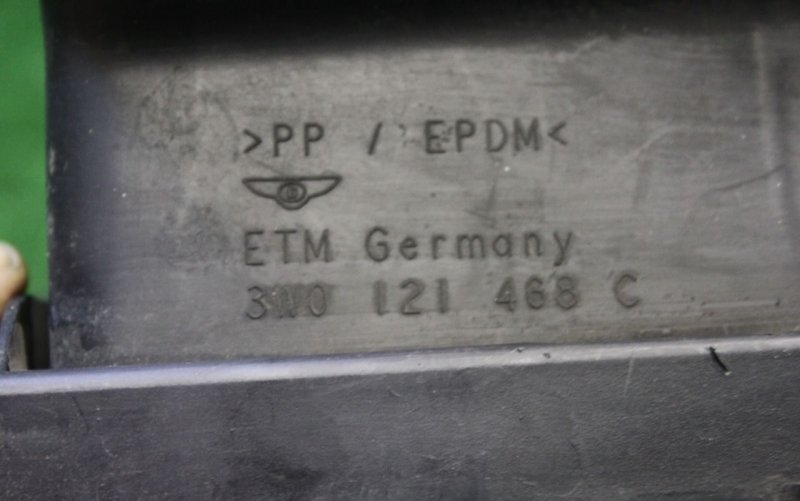 >PP / EPDM<
B
ETM Germany
3W0 121 468 C